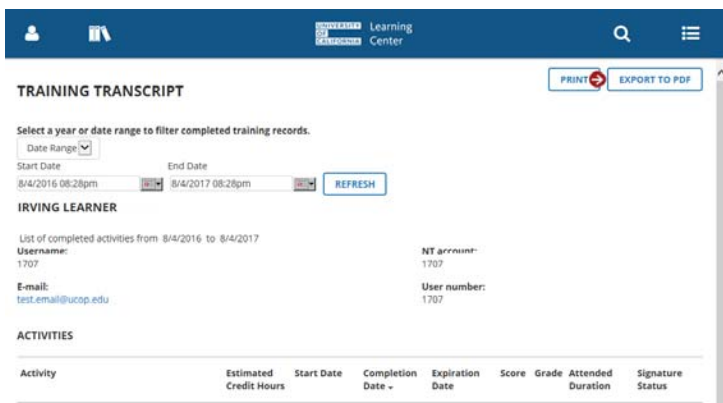 UNIVERSITY OF CALIFORNIA Learning Center
PRINT EXPORT TO PDF
TRAINING TRANSCRIPT
Select a year or date range to filter completed training records.
Date Range
Start Date End Date
8/4/2016 08:28pm 8/4/2017 08:28pm REFRESH
IRVING LEARNER
List of completed activities from 8/4/2016 to 8/4/2017
Username: NT account:
1707 1707
E-mail: User number:
test.email@ucop.edu 1707
ACTIVITIES
Activity Estimated Credit Hours Start Date Completion Date Expiration Date Score Grade Attended Duration Signature Status